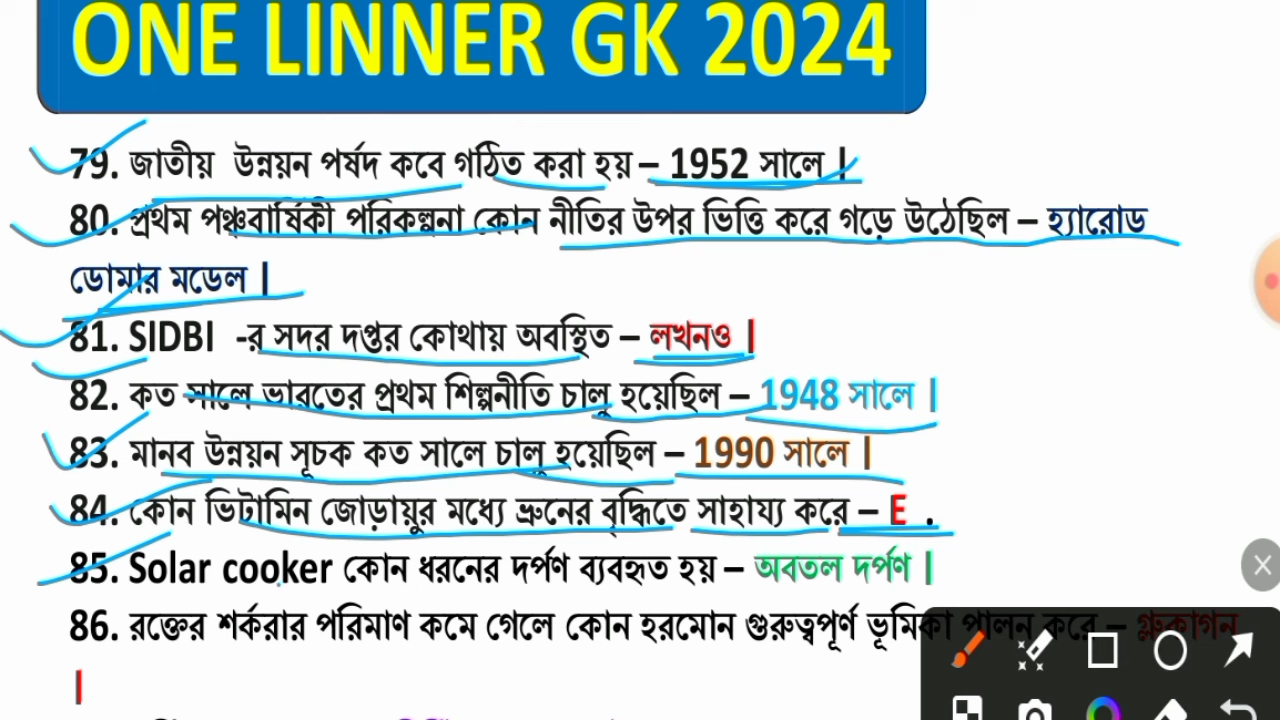 ONE LINNER GK 2024
79. জাতীয় উন্নয়ন পর্ষদ কবে গঠিত করা হয় – 1952 সালে |
80. প্রথম পঞ্চবার্ষিকী পরিকল্পনা কোন নীতির উপর ভিত্তি করে গড়ে উঠেছিল – হ্যারোড
ডোমার মডেল |
81. SIDBI -র সদর দপ্তর কোথায় অবস্থিত – লখনও |
82. কত সালে ভারতের প্রথম শিল্পনীতি চালু হয়েছিল – 1948 সালে |
83. মানব উন্নয়ন সূচক কত সালে চালু হয়েছিল – 1990 সালে |
84. কোন ভিটামিন জোড়ায়ুর মধ্যে ভ্রুনের বৃদ্ধিতে সাহায্য করে – E .
85. Solar cooker কোন ধরনের দর্পণ ব্যবহৃত হয় – অবতল দর্পণ |
86. রক্তের শর্করার পরিমাণ কমে গেলে কোন হরমোন গুরুত্বপূর্ণ ভূমিকা পালন করে – গ্লুকাগন
|